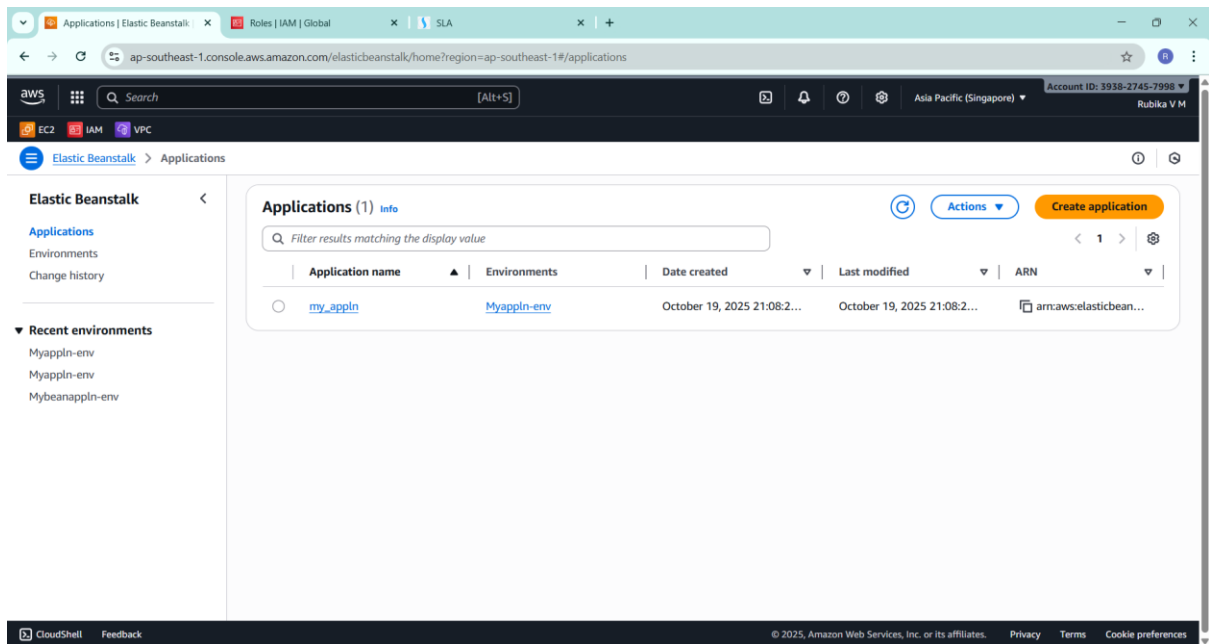 Applications | Elastic Beanstalk
Roles | IAM | Global
SLA
ap-southeast-1.console.aws.amazon.com/elasticbeanstalk/home?region=ap-southeast-1#/applications
B
aws
Search
[Alt+S]
Asia Pacific (Singapore)
Account ID: 3938-2745-7998
Rubika V M
EC2 IAM VPC
Elastic Beanstalk > Applications
Elastic Beanstalk
Applications
Environments
Change history
Recent environments
Myappln-env
Myappln-env
Mybeanappln-env
Applications (1) Info
Actions
Create application
Filter results matching the display value
1
Application name Environments Date created Last modified ARN
my_appln Myappln-env October 19, 2025 21:08:2... October 19, 2025 21:08:2... arn:aws:elasticbean...
CloudShell Feedback
© 2025, Amazon Web Services, Inc. or its affiliates. Privacy Terms Cookie preferences